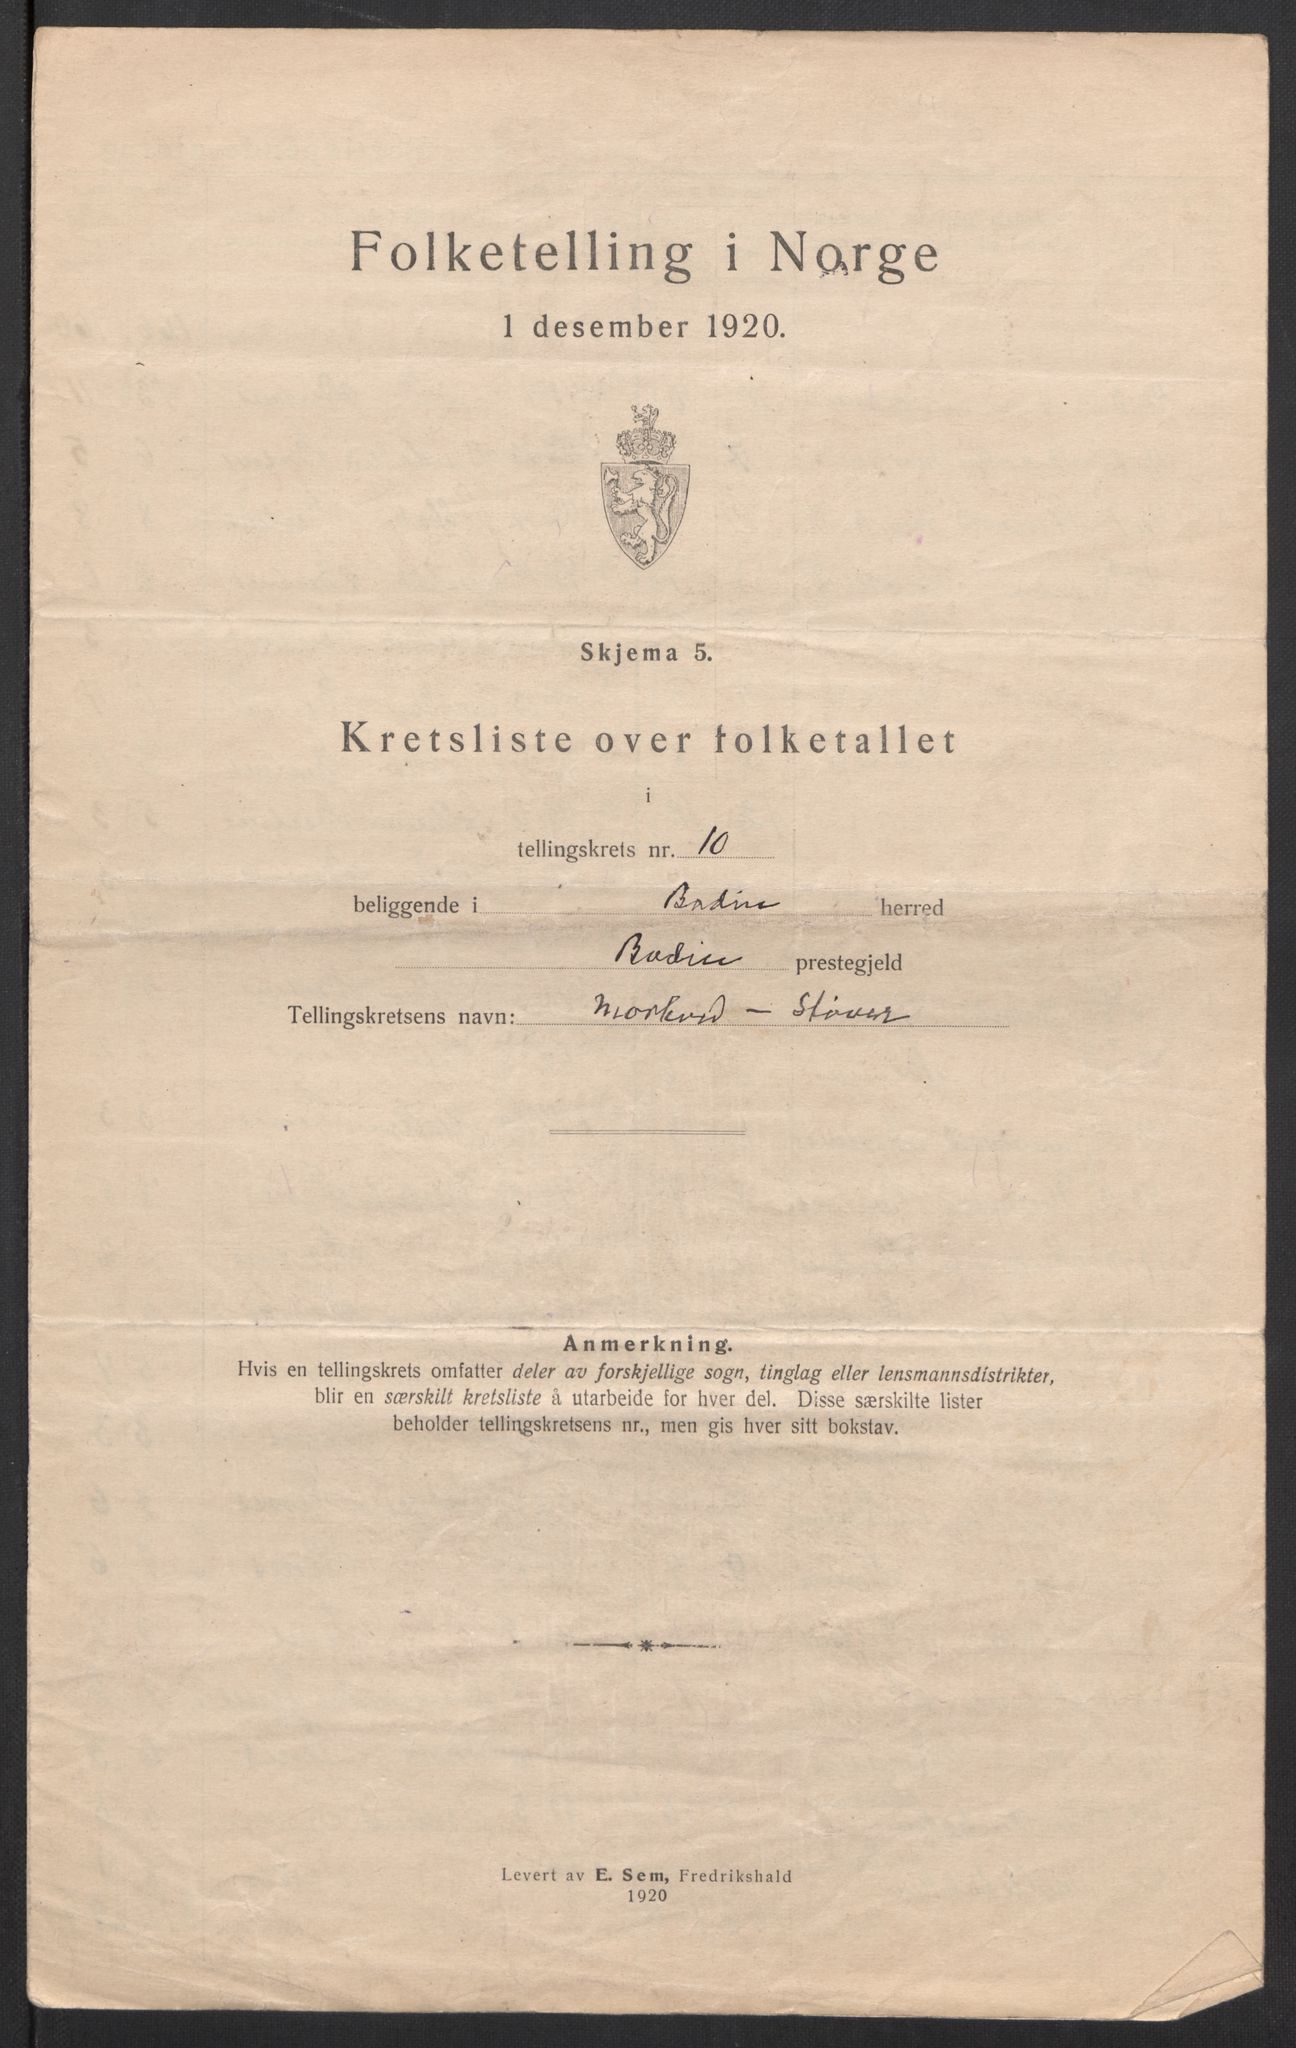 Folketelling i Norge
1 desember 1920.
Skjema 5.
Kretsliste over folketallet
i
tellingskrets nr. 10
beliggende i Bodin herred
Bodin prestegjeld
Tellingskretsens navn: Mørkved – Støver
Anmerkning.
Hvis en tellingskrets omfatter deler av forskjellige sogn, tinglag eller lensmannsdistrikter,
blir en særskilt kretsliste å utarbeide for hver del. Disse særskilte lister
beholder tellingskretsens nr., men gis hver sitt bokstav.
Levert av E. Sem, Fredrikshald
1920